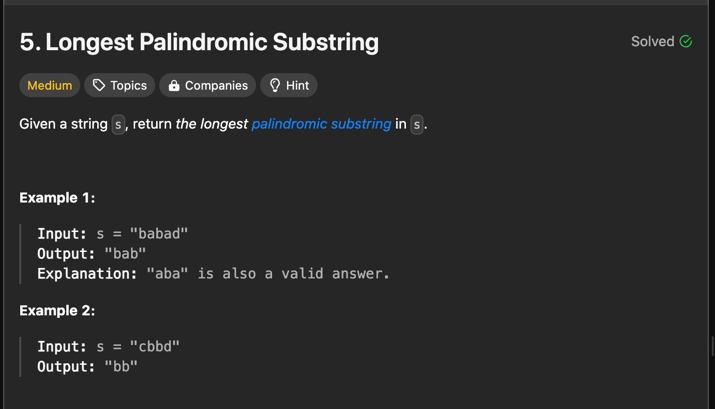 5. Longest Palindromic Substring
Solved
Medium Topics Companies Hint
Given a string s, return the longest palindromic substring in s.
Example 1:
Input: s = "babad"
Output: "bab"
Explanation: "aba" is also a valid answer.
Example 2:
Input: s = "cbbd"
Output: "bb"